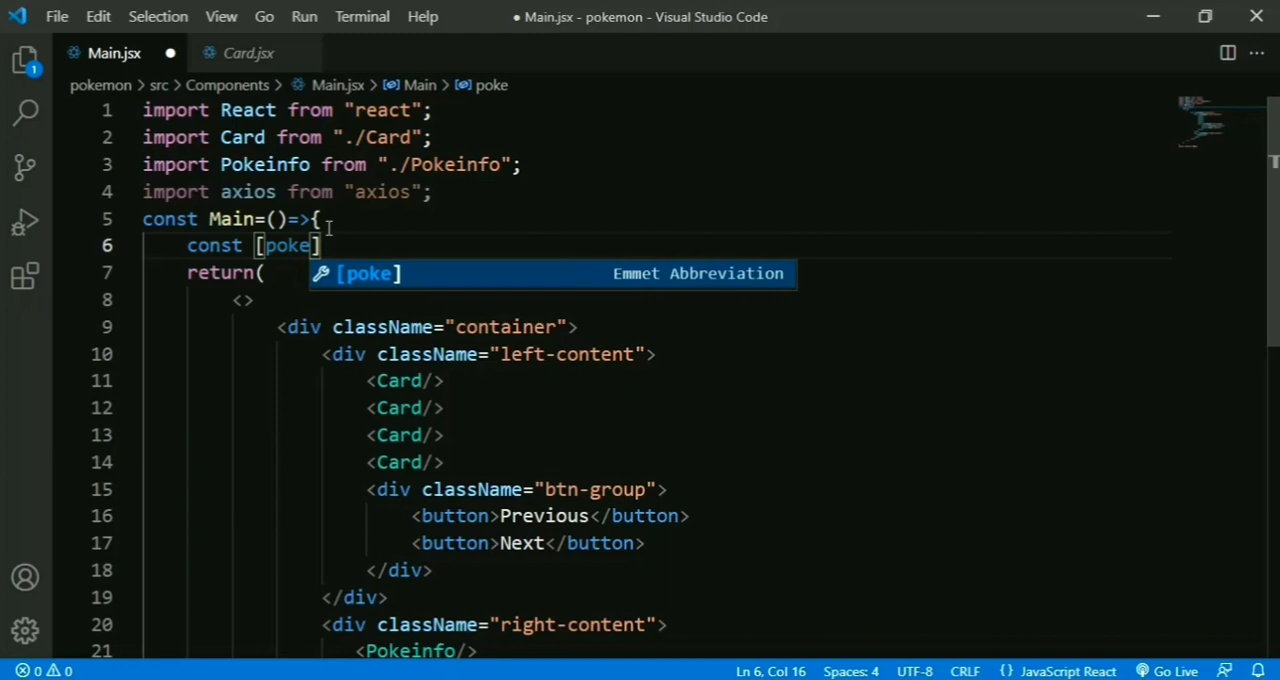 File Edit Selection View Go Run Terminal Help ● Main.jsx - pokemon - Visual Studio Code
Main.jsx ● Card.jsx
pokemon > src > Components > Main.jsx > Main > poke
1 import React from "react";
2 import Card from "./Card";
3 import Pokeinfo from "./Pokeinfo";
4 import axios from "axios";
5 const Main=()=>{
6 const [poke]
7 return(
[poke] Emmet Abbreviation
8 <>
9 <div className="container">
10 <div className="left-content">
11 <Card/>
12 <Card/>
13 <Card/>
14 <Card/>
15 <div className="btn-group">
16 <button>Previous</button>
17 <button>Next</button>
18 </div>
19 </div>
20 <div className="right-content">
21 <Pokeinfo/>
1
0 0 Ln 6, Col 16 Spaces: 4 UTF-8 CRLF {} JavaScript React Go Live